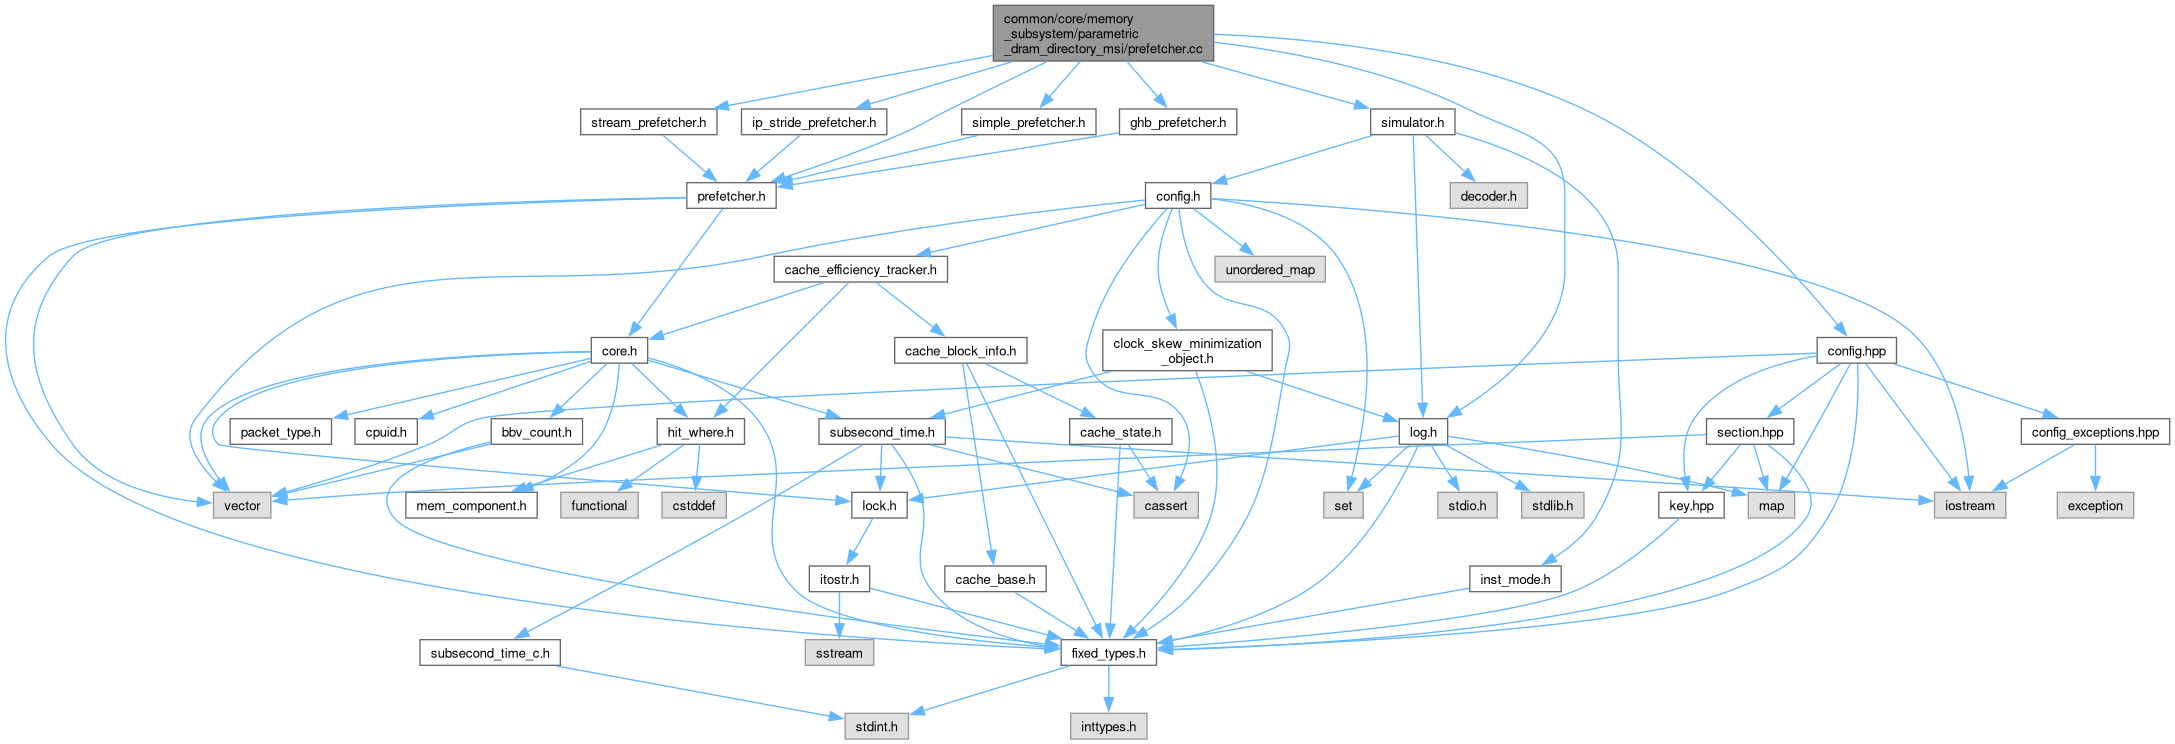 common/core/memory
_subsystem/parametric
_dram_directory_msi/prefetcher.cc
stream_prefetcher.h
ip_stride_prefetcher.h
simple_prefetcher.h
ghb_prefetcher.h
simulator.h
prefetcher.h
config.h
decoder.h
cache_efficiency_tracker.h
unordered_map
core.h
cache_block_info.h
clock_skew_minimization
_object.h
config.hpp
packet_type.h
cpuid.h
bbv_count.h
hit_where.h
subsecond_time.h
cache_state.h
log.h
section.hpp
config_exceptions.hpp
vector
mem_component.h
functional
cstddef
lock.h
cassert
set
stdio.h
stdlib.h
key.hpp
map
iostream
exception
itostr.h
cache_base.h
inst_mode.h
subsecond_time_c.h
sstream
fixed_types.h
stdint.h
inttypes.h